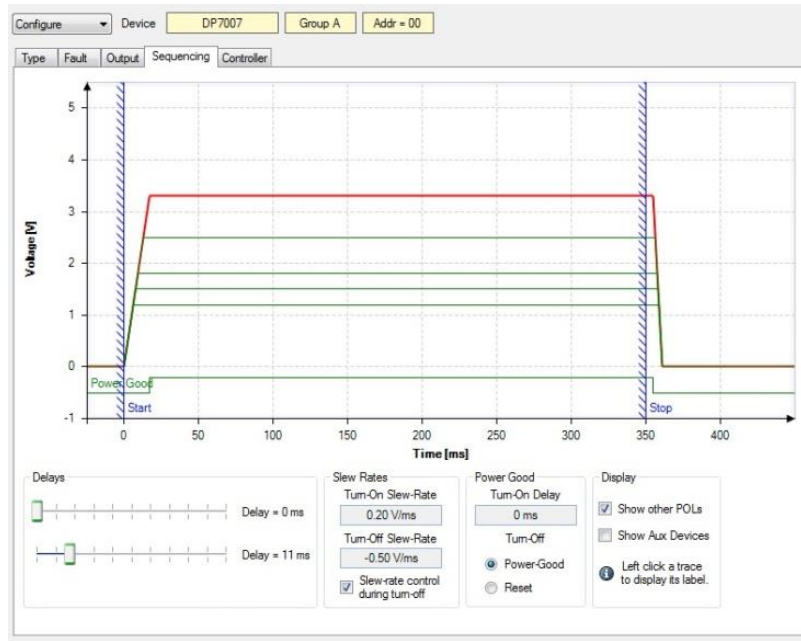 Configure Device DP7007 Group A Addr = 00
Type Fault Output Sequencing Controller
5
4
3
2
1
0
-1
Voltage [V]
Power Good
Start
Stop
0 50 100 150 200 250 300 350 400
Time [ms]
Delays
Delay = 0 ms
Delay = 11 ms
Slew Rates
Turn-On Slew-Rate
0.20 V/ms
Turn-Off Slew-Rate
-0.50 V/ms
Slew-rate control
during turn-off
Power Good
Turn-On Delay
0 ms
Turn-Off
Power-Good
Reset
Display
Show other POLs
Show Aux Devices
Left click a trace
to display its label.